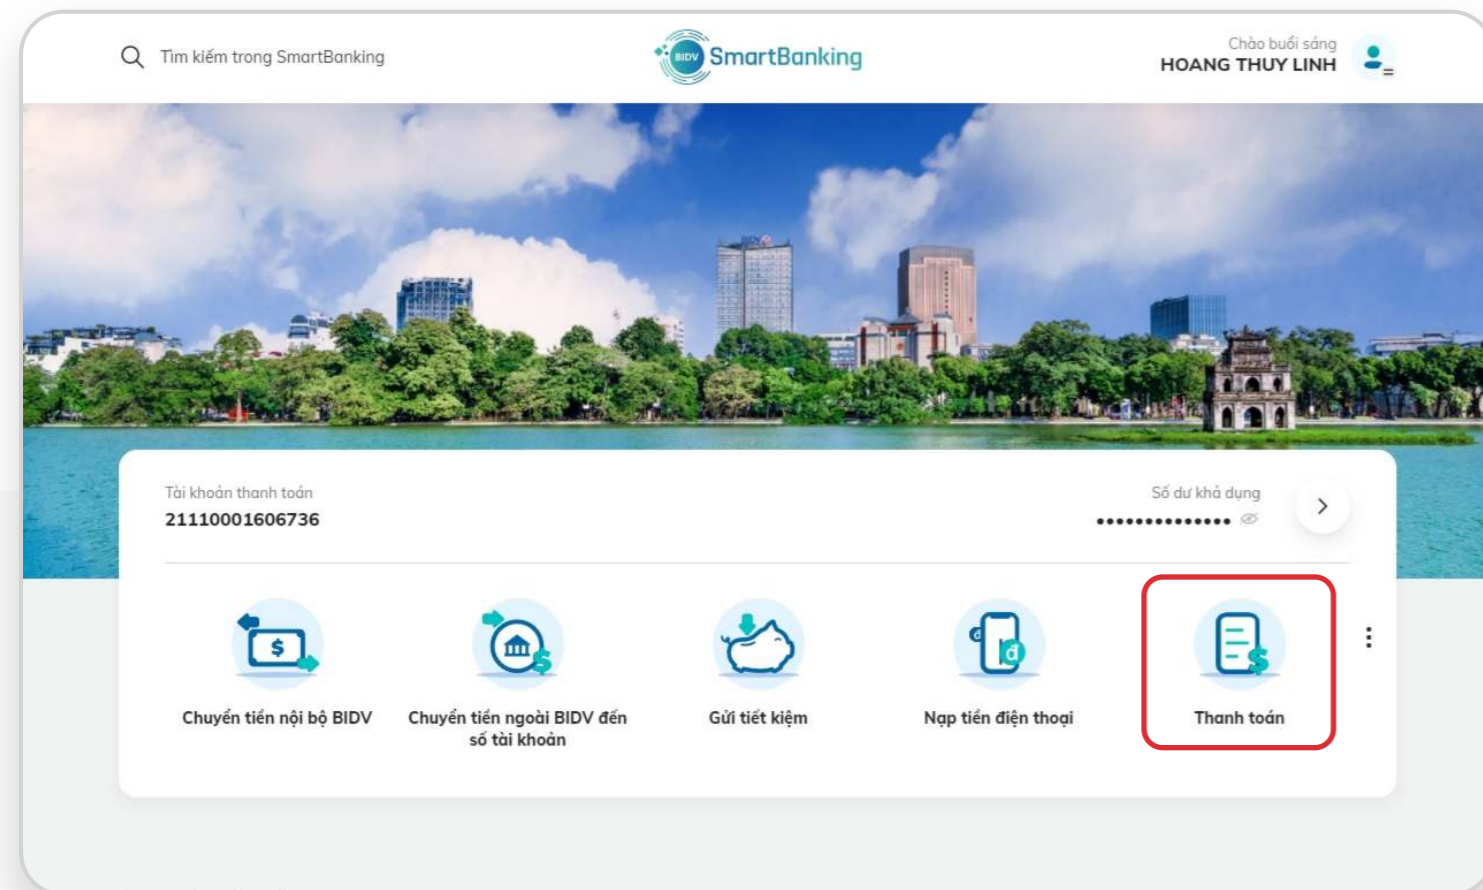 Tìm kiếm trong SmartBanking
BIDV SmartBanking
Chào buổi sáng
HOANG THUY LINH
Tài khoản thanh toán
21110001606736
Số dư khả dụng
••••••••••••••
Chuyển tiền nội bộ BIDV
Chuyển tiền ngoài BIDV đến
số tài khoản
Gửi tiết kiệm
Nạp tiền điện thoại
Thanh toán